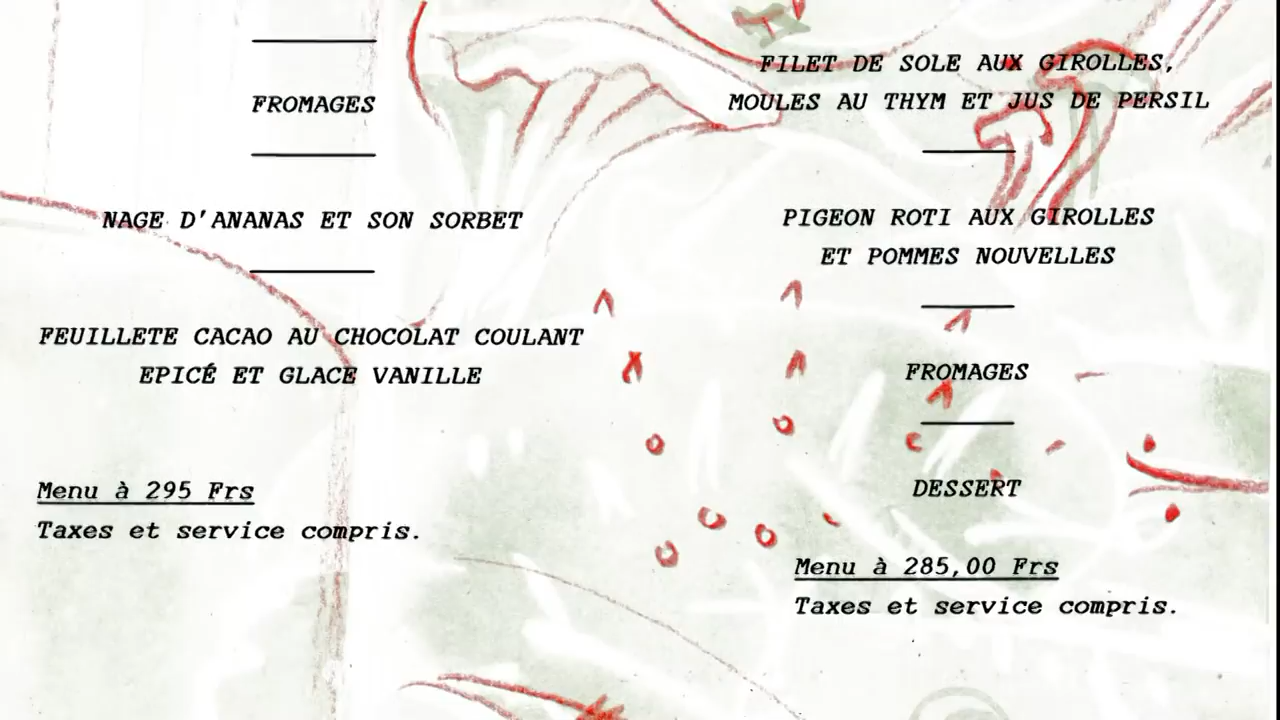 FROMAGES
NAGE D'ANANAS ET SON SORBET
FEUILLETE CACAO AU CHOCOLAT COULANT
EPICÉ ET GLACE VANILLE
Menu à 295 Frs
Taxes et service compris.
FILET DE SOLE AUX GIROLLES,
MOULES AU THYM ET JUS DE PERSIL
PIGEON ROTI AUX GIROLLES
ET POMMES NOUVELLES
FROMAGES
DESSERT
Menu à 285,00 Frs
Taxes et service compris.